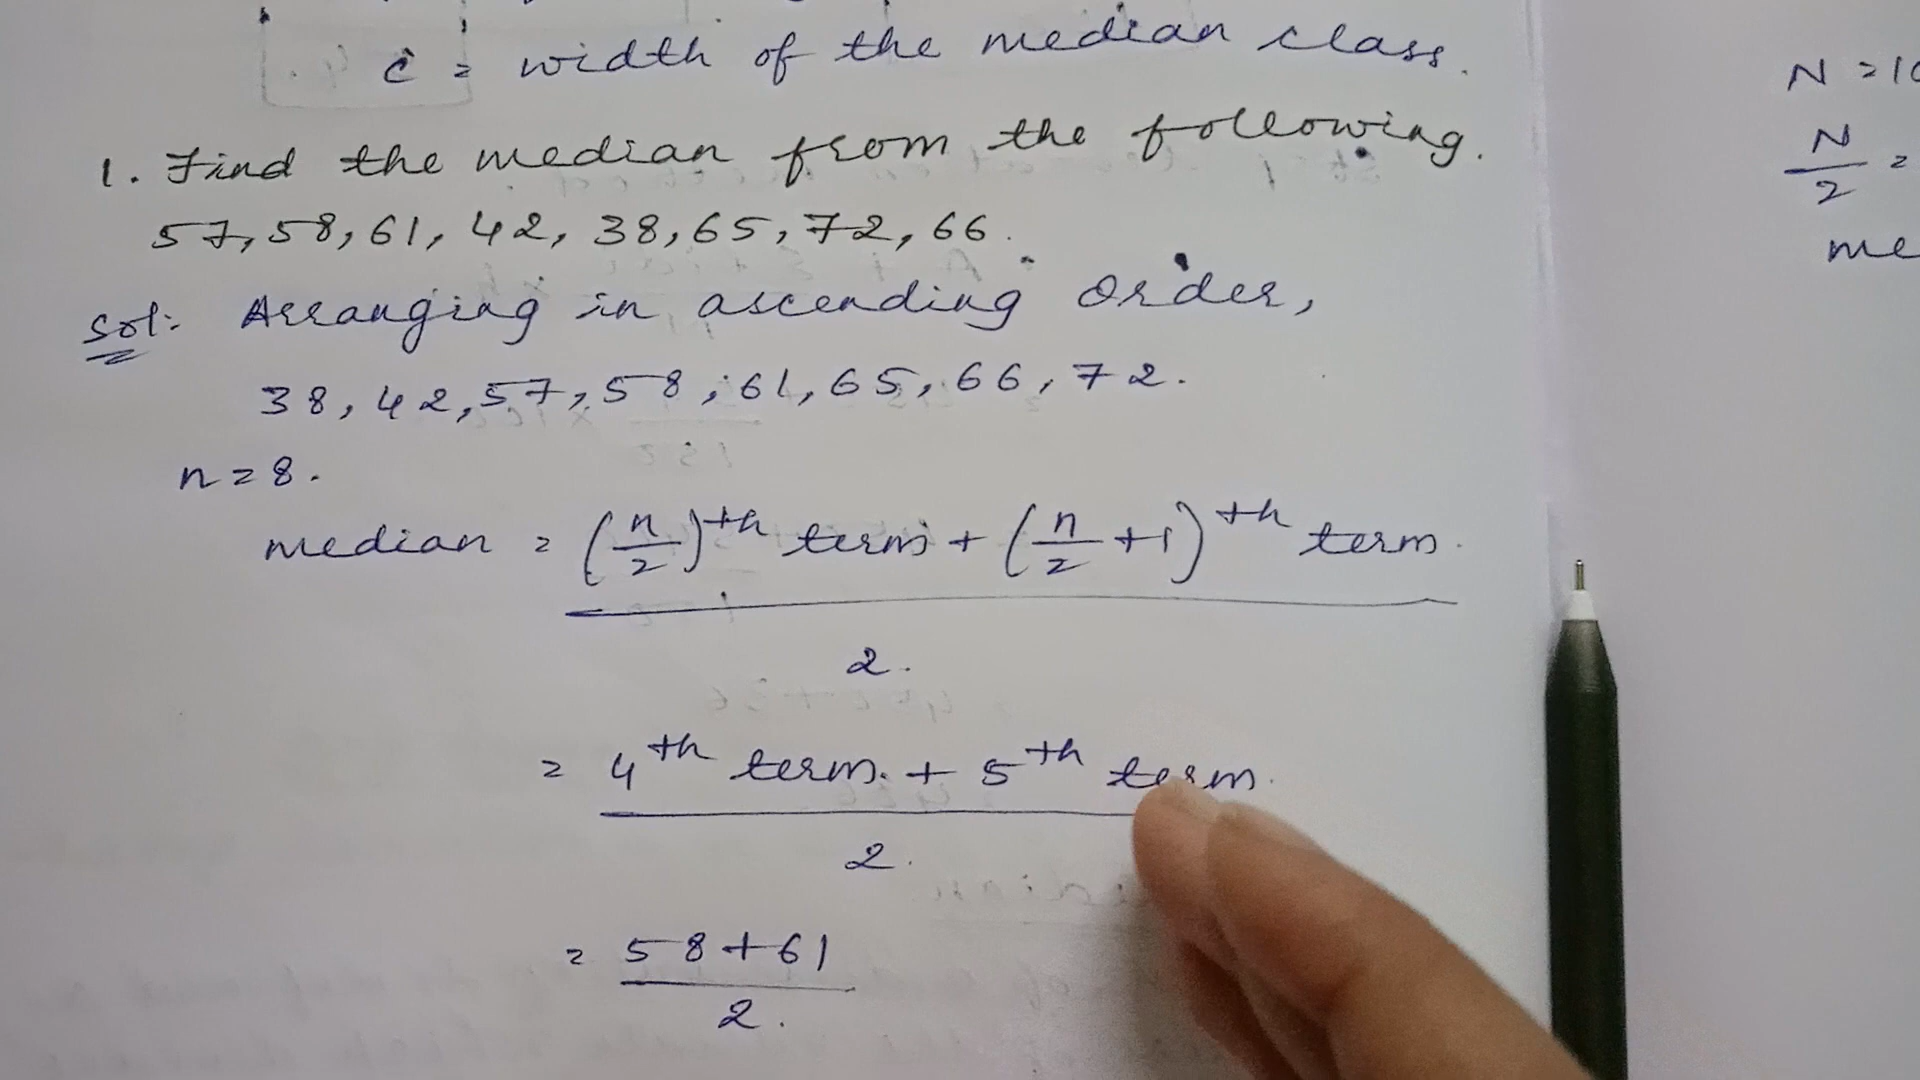 c = width of the median class.
1. Find the median from the following.
57, 58, 61, 42, 38, 65, 72, 66.
Sol: Arranging in ascending order,
38, 42, 57, 58, 61, 65, 66, 72.
n = 8.
median = (n/2)th term + (n/2 + 1)th term.
2.
= 4th term. + 5th term.
2.
= 58 + 61
2.
N = 10
N/2 =
me